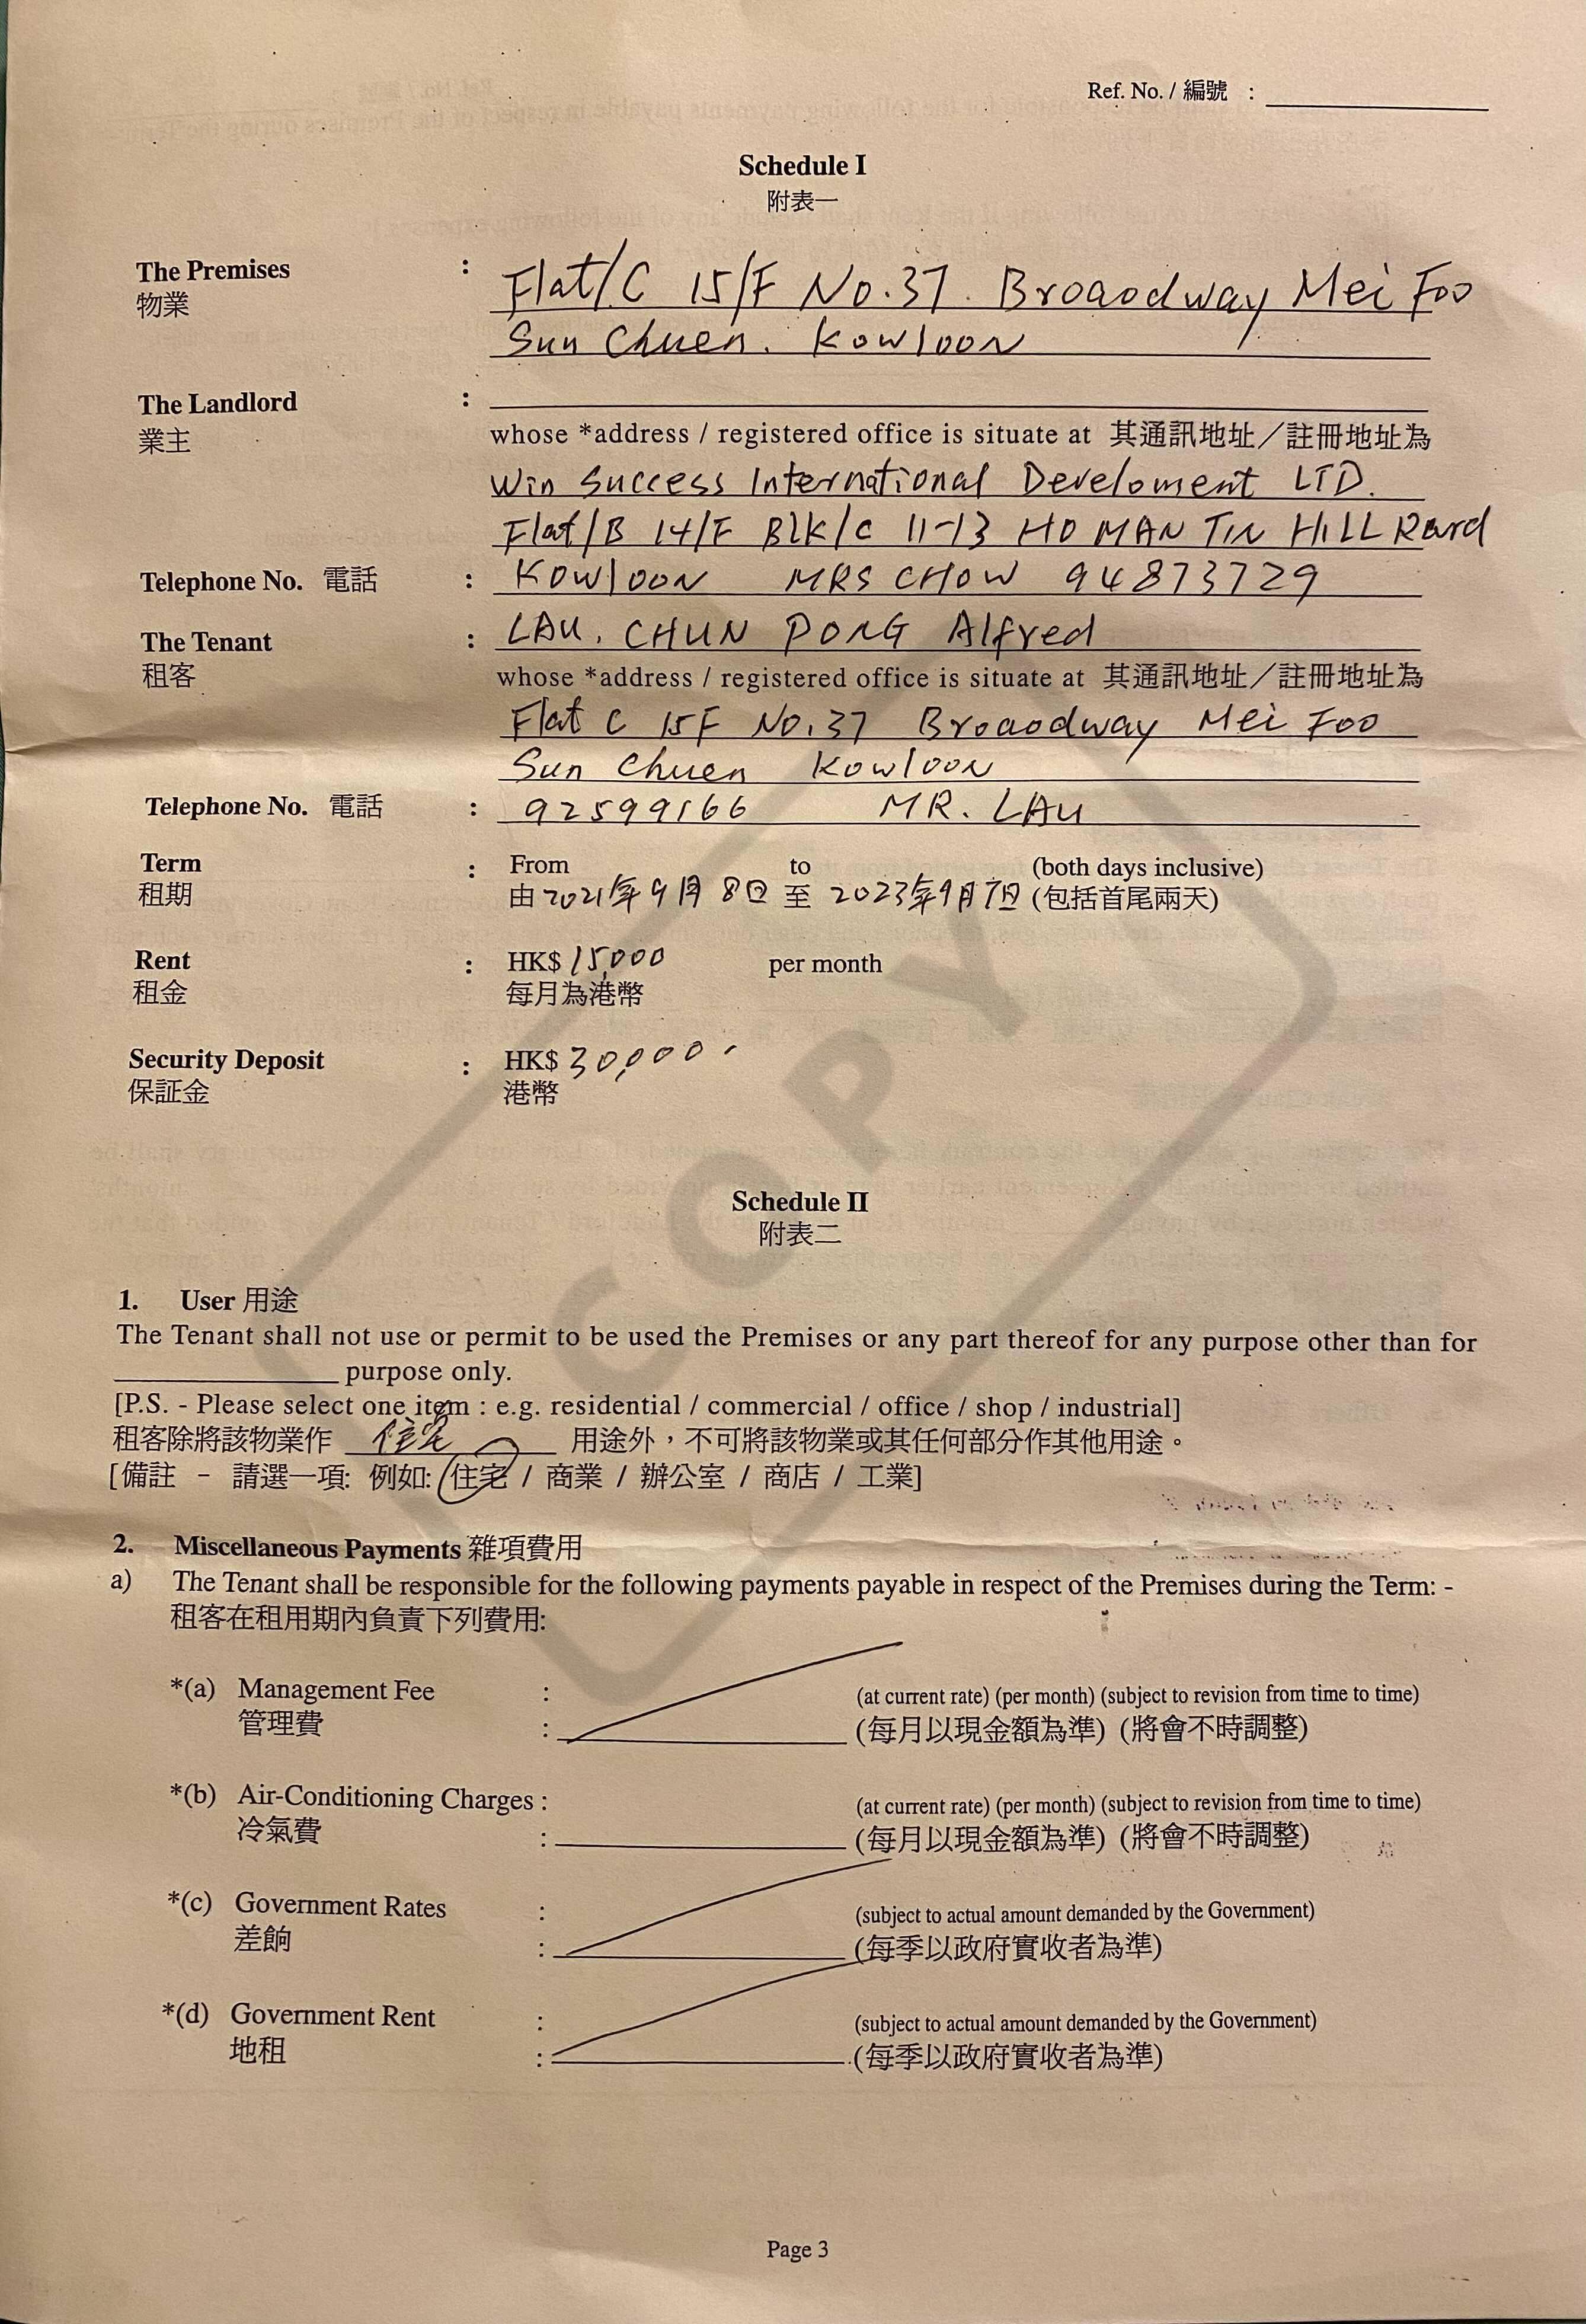 Ref. No. / 編號 :
Schedule I
附表一
The Premises : Flat/C 15/F No.37. Broaodway Mei Foo
物業
Sun Chuen. Kowloon
The Landlord :
業主
whose *address / registered office is situate at 其通訊地址／註冊地址為
Win Success International Develoment LTD.
Flat/B 14/F Blk/C 11-13 HO MAN TIN HILL Road
Telephone No. 電話 : Kowloon MRS CHOW 94873729
The Tenant : LAU. CHUN PONG Alfred
租客
whose *address / registered office is situate at 其通訊地址／註冊地址為
Flat C 15F No.37 Broaodway Mei Foo
Sun Chuen Kowloon
Telephone No. 電話 : 92599166 MR. LAU
Term : From to (both days inclusive)
租期 由 2021年9月8日 至 2023年9月7日 (包括首尾兩天)
Rent : HK$ 15,000 per month
租金 每月為港幣
Security Deposit : HK$ 30,000
保証金 港幣
COPY
Schedule II
附表二
1. User 用途
The Tenant shall not use or permit to be used the Premises or any part thereof for any purpose other than for
purpose only.
[P.S. - Please select one item : e.g. residential / commercial / office / shop / industrial]
租客除將該物業作 住宅 用途外，不可將該物業或其任何部分作其他用途。
[備註 - 請選一項: 例如: 住宅 / 商業 / 辦公室 / 商店 / 工業]
2. Miscellaneous Payments 雜項費用
a) The Tenant shall be responsible for the following payments payable in respect of the Premises during the Term: -
租客在租用期內負責下列費用:
*(a) Management Fee : (at current rate) (per month) (subject to revision from time to time)
管理費 : (每月以現金額為準) (將會不時調整)
*(b) Air-Conditioning Charges : (at current rate) (per month) (subject to revision from time to time)
冷氣費 : (每月以現金額為準) (將會不時調整)
*(c) Government Rates : (subject to actual amount demanded by the Government)
差餉 : (每季以政府實收者為準)
*(d) Government Rent : (subject to actual amount demanded by the Government)
地租 : (每季以政府實收者為準)
Page 3